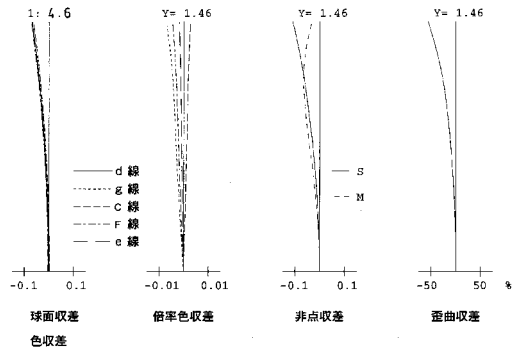 1: 4.6 Y= 1.46 Y= 1.46 Y= 1.46
d 線
g 線
C 線
F 線
e 線
S
M
-0.1 0.1 -0.01 0.01 -0.1 0.1 -50 50 %
球面収差 倍率色収差 非点収差 歪曲収差
色収差